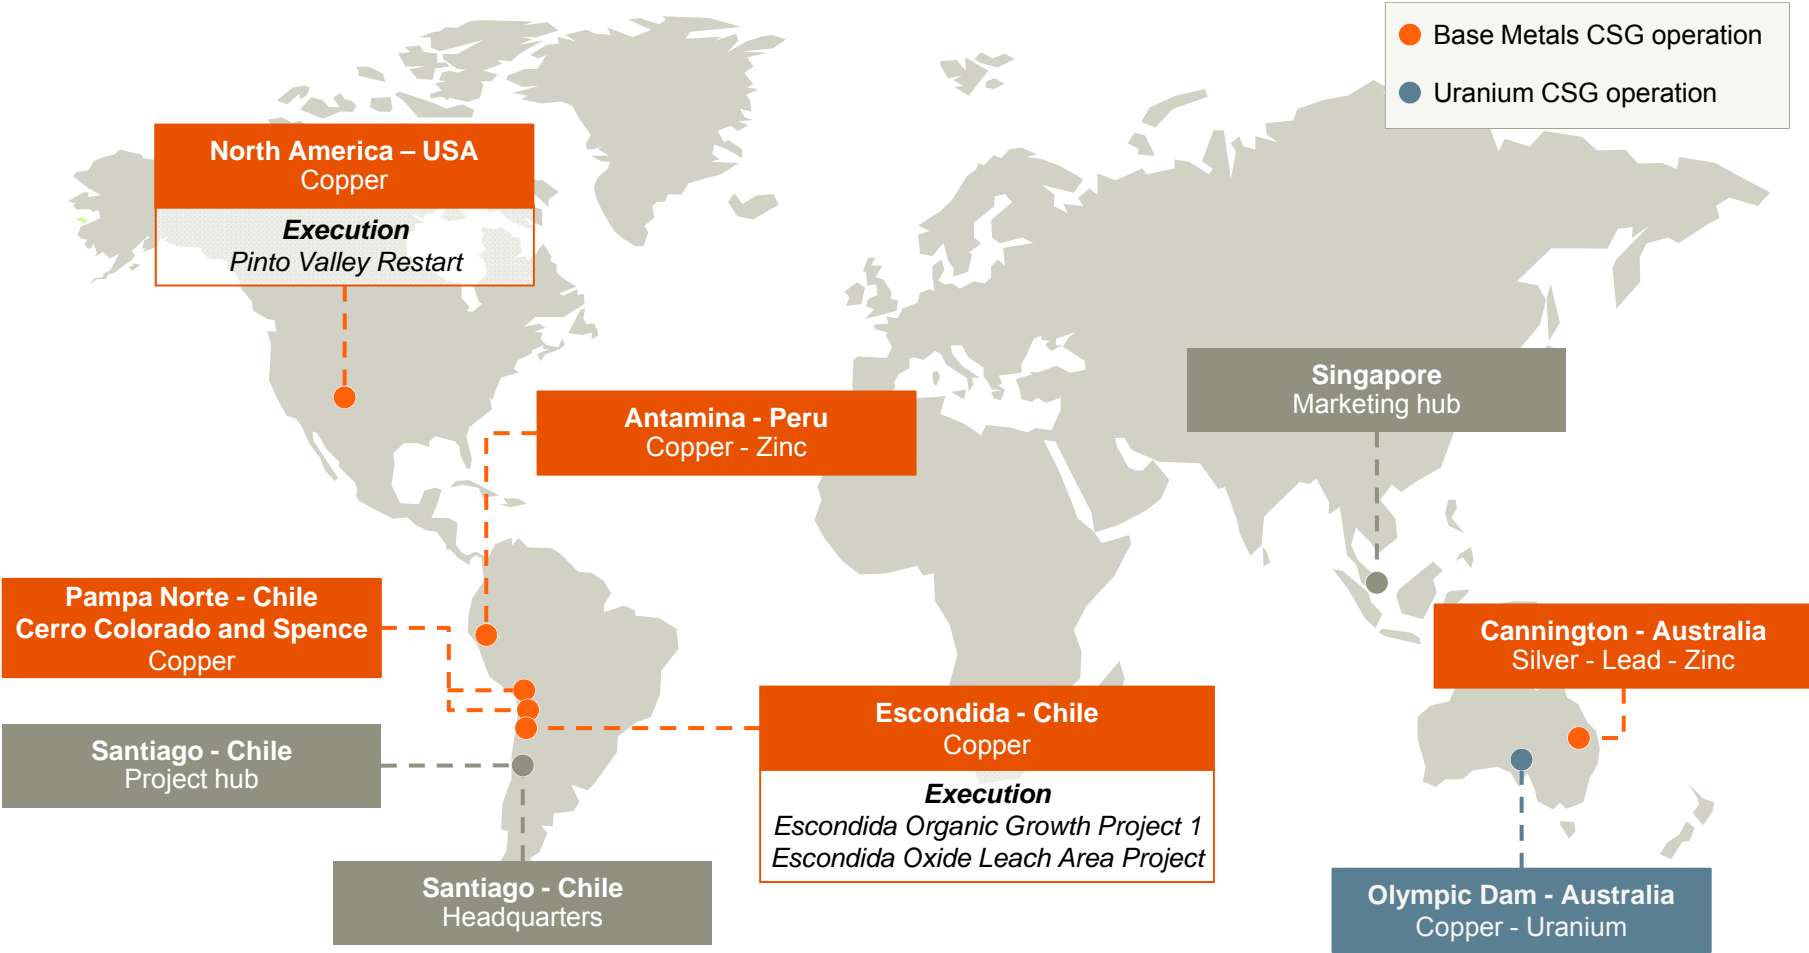 Base Metals CSG operation
Uranium CSG operation
North America – USA
Copper
Execution
Pinto Valley Restart
Singapore
Marketing hub
Antamina - Peru
Copper - Zinc
Pampa Norte - Chile
Cerro Colorado and Spence
Copper
Cannington - Australia
Silver - Lead - Zinc
Escondida - Chile
Copper
Execution
Escondida Organic Growth Project 1
Escondida Oxide Leach Area Project
Santiago - Chile
Project hub
Santiago - Chile
Headquarters
Olympic Dam - Australia
Copper - Uranium